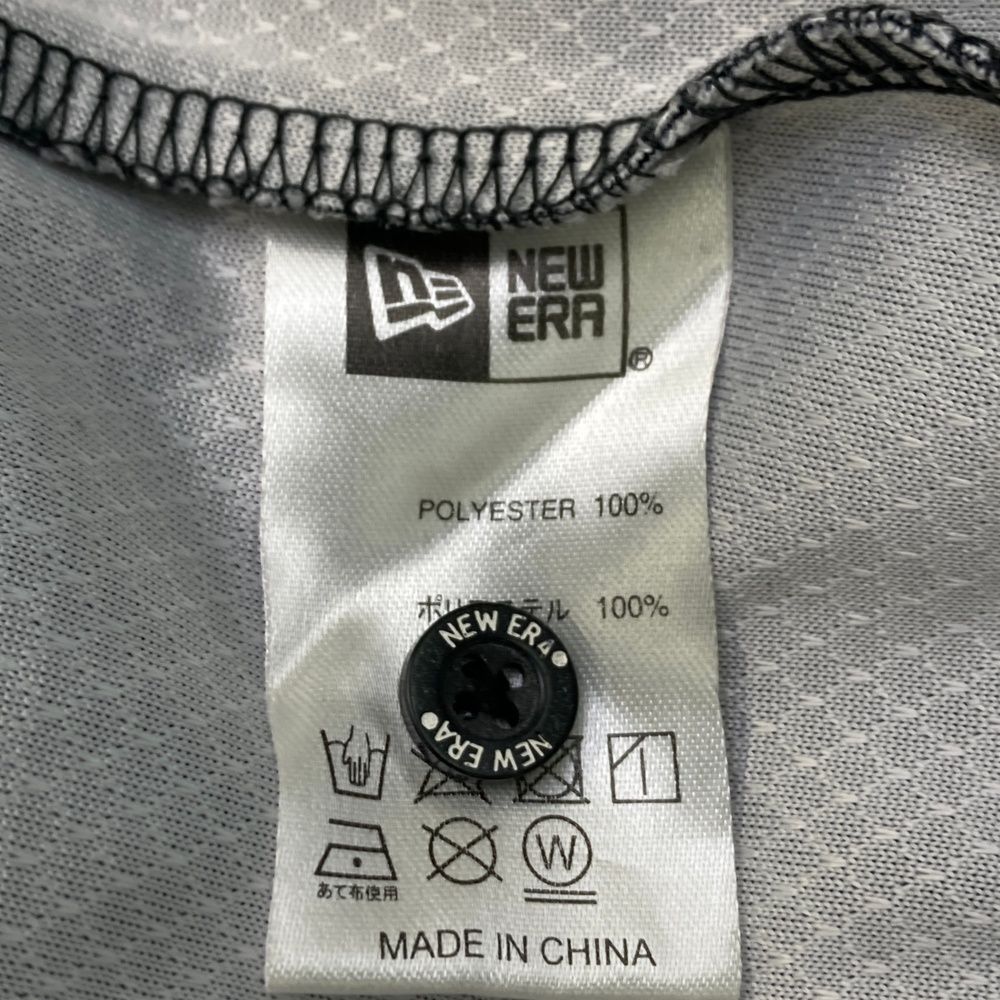 NEW
ERA
®
POLYESTER 100%
100%
NEW ERA
NEW ERA
W
あて布使用
MADE IN CHINA